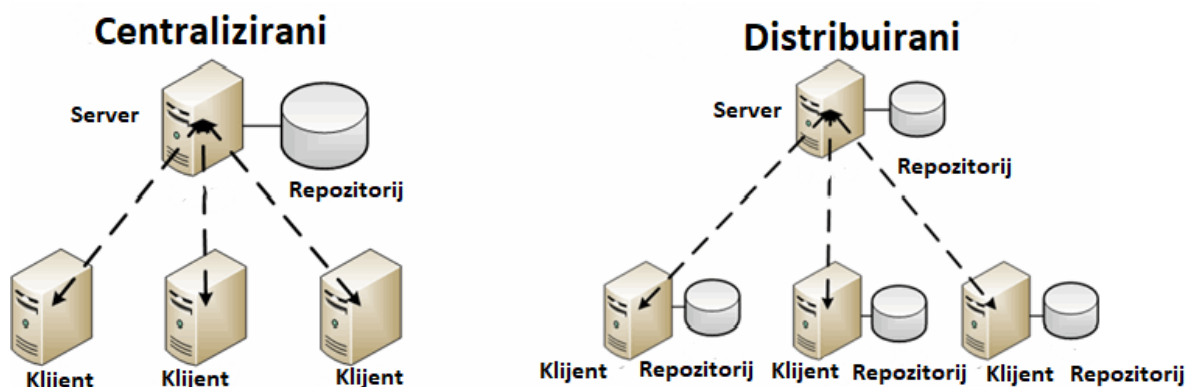 Centralizirani
Server
Repozitorij
Klijent
Klijent
Klijent
Distribuirani
Server
Repozitorij
Klijent Repozitorij
Klijent Repozitorij
Klijent Repozitorij